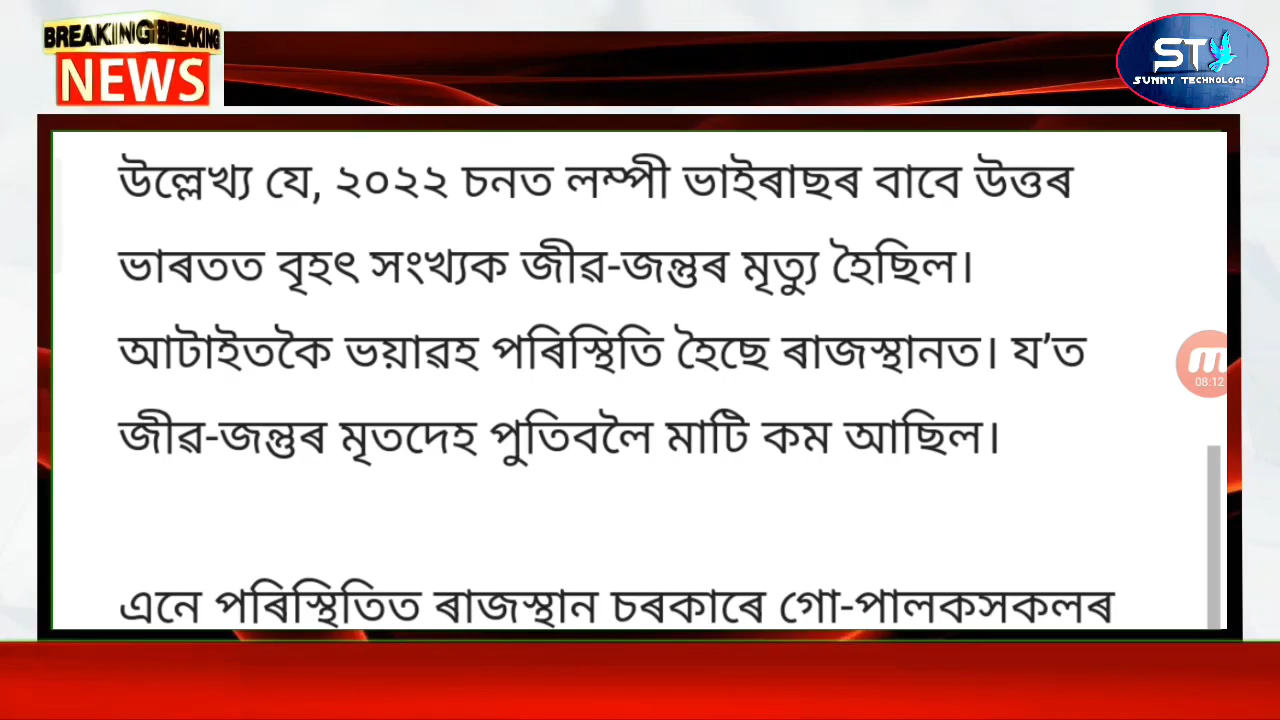 BREAKING BREAKING
NEWS
ST
SUNNY TECHNOLOGY
উল্লেখ্য যে, ২০২২ চনত লম্পী ভাইৰাছৰ বাবে উত্তৰ
ভাৰতত বৃহৎ সংখ্যক জীৱ-জন্তুৰ মৃত্যু হৈছিল।
আটাইতকৈ ভয়াৱহ পৰিস্থিতি হৈছে ৰাজস্থানত। য’ত
জীৱ-জন্তুৰ মৃতদেহ পুতিবলৈ মাটি কম আছিল।
এনে পৰিস্থিতিত ৰাজস্থান চৰকাৰে গো-পালকসকলৰ
08:12